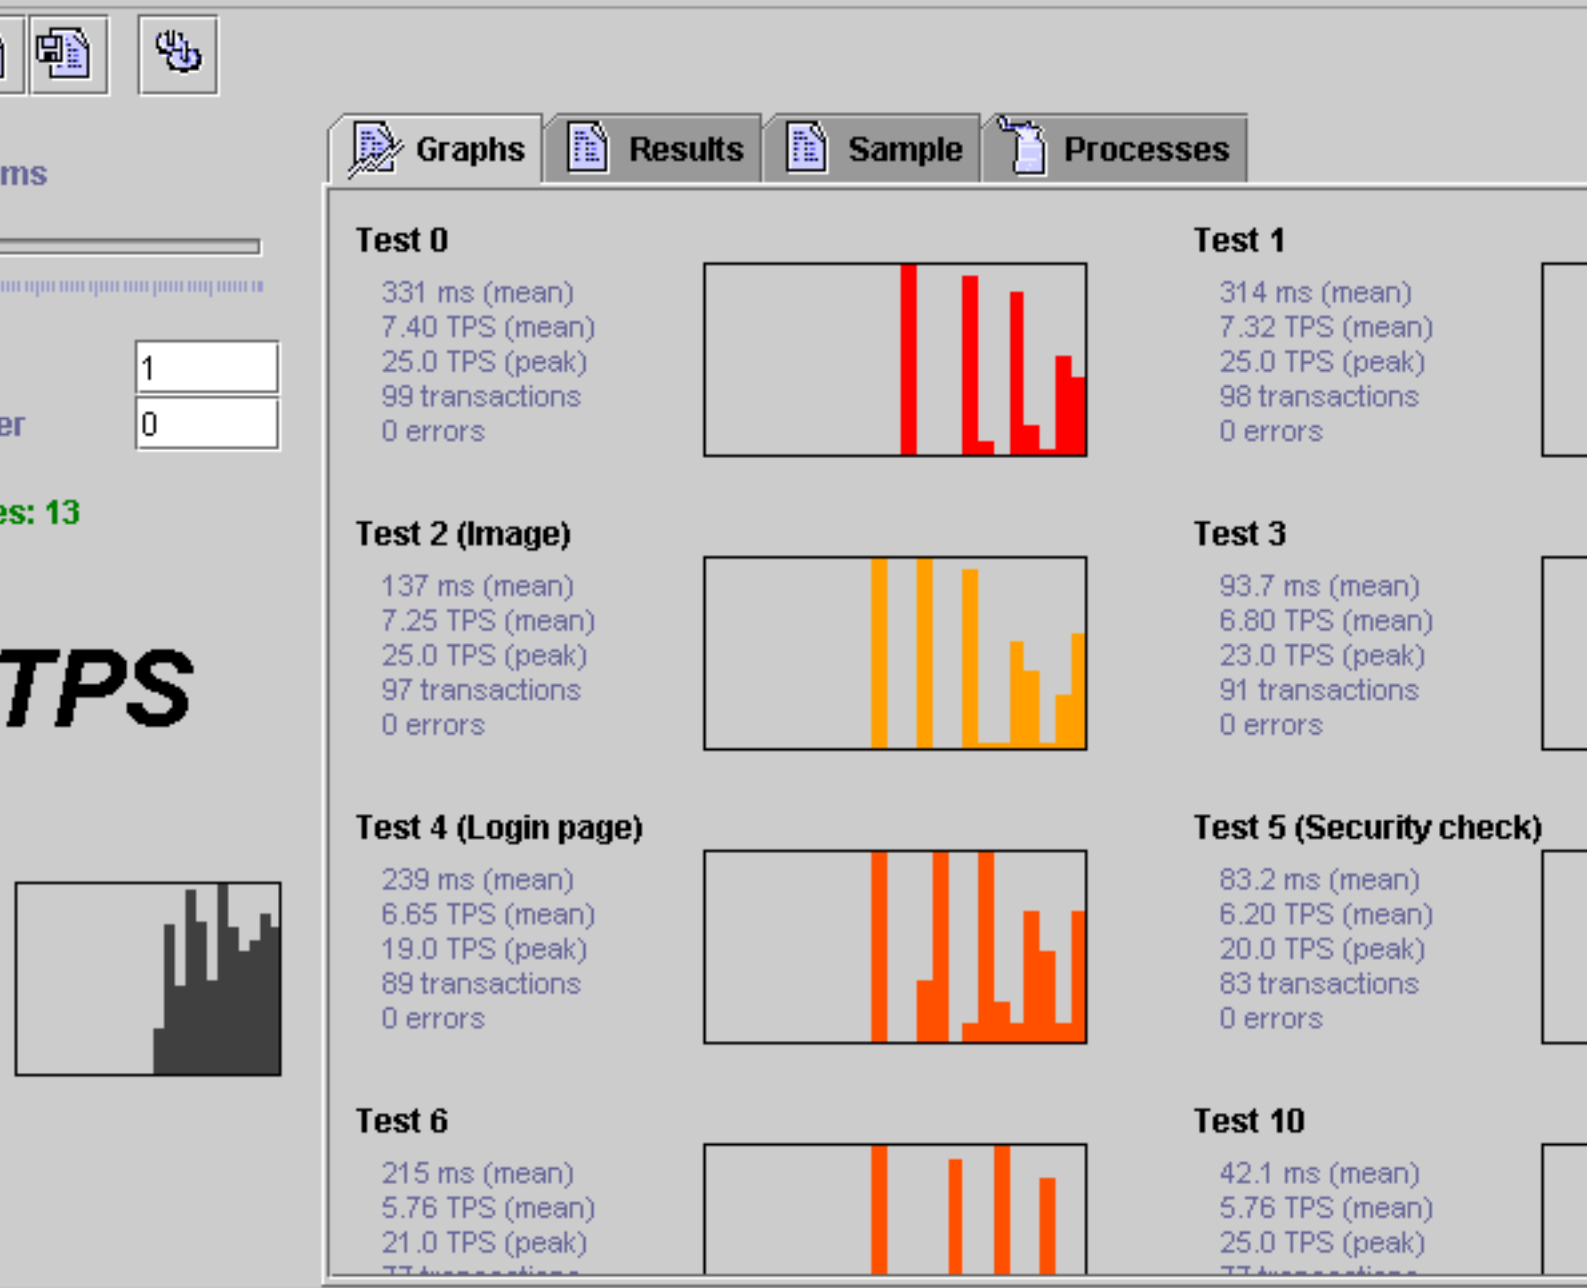 Graphs
Results
Sample
Processes
ms
1
er
0
es: 13
TPS
Test 0
331 ms (mean)
7.40 TPS (mean)
25.0 TPS (peak)
99 transactions
0 errors
Test 1
314 ms (mean)
7.32 TPS (mean)
25.0 TPS (peak)
98 transactions
0 errors
Test 2 (Image)
137 ms (mean)
7.25 TPS (mean)
25.0 TPS (peak)
97 transactions
0 errors
Test 3
93.7 ms (mean)
6.80 TPS (mean)
23.0 TPS (peak)
91 transactions
0 errors
Test 4 (Login page)
239 ms (mean)
6.65 TPS (mean)
19.0 TPS (peak)
89 transactions
0 errors
Test 5 (Security check)
83.2 ms (mean)
6.20 TPS (mean)
20.0 TPS (peak)
83 transactions
0 errors
Test 6
215 ms (mean)
5.76 TPS (mean)
21.0 TPS (peak)
Test 10
42.1 ms (mean)
5.76 TPS (mean)
25.0 TPS (peak)